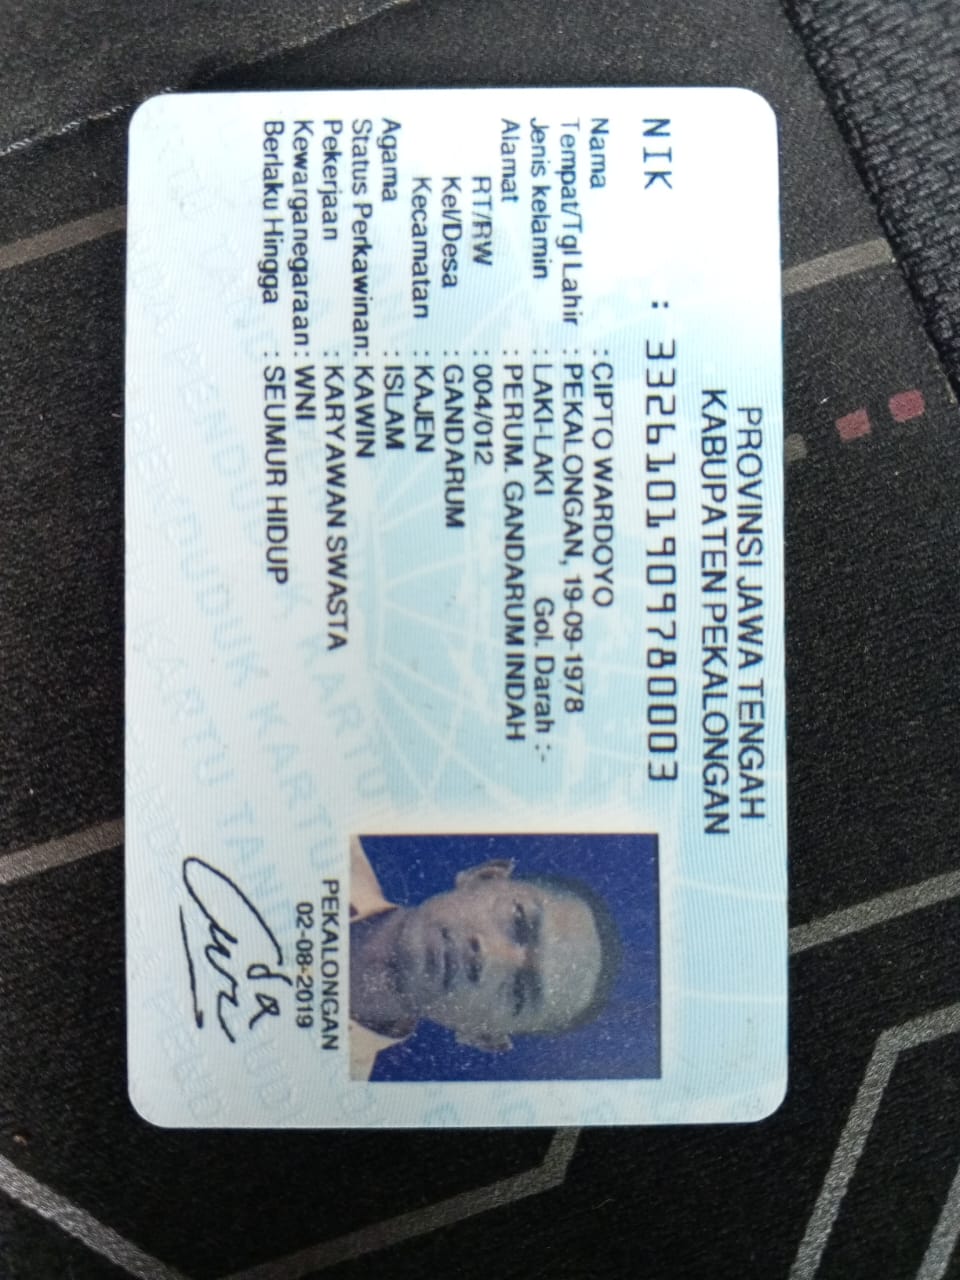 PROVINSI JAWA TENGAH
KABUPATEN PEKALONGAN
NIK : 3326101909780003
Nama : CIPTO WARDOYO
Tempat/Tgl Lahir : PEKALONGAN, 19-09-1978
Jenis kelamin : LAKI-LAKI Gol. Darah :-
Alamat : PERUM. GANDARUM INDAH
RT/RW : 004/012
Kel/Desa : GANDARUM
Kecamatan : KAJEN
Agama : ISLAM
Status Perkawinan: KAWIN
Pekerjaan : KARYAWAN SWASTA
Kewarganegaraan: WNI
Berlaku Hingga : SEUMUR HIDUP
PEKALONGAN
02-08-2019